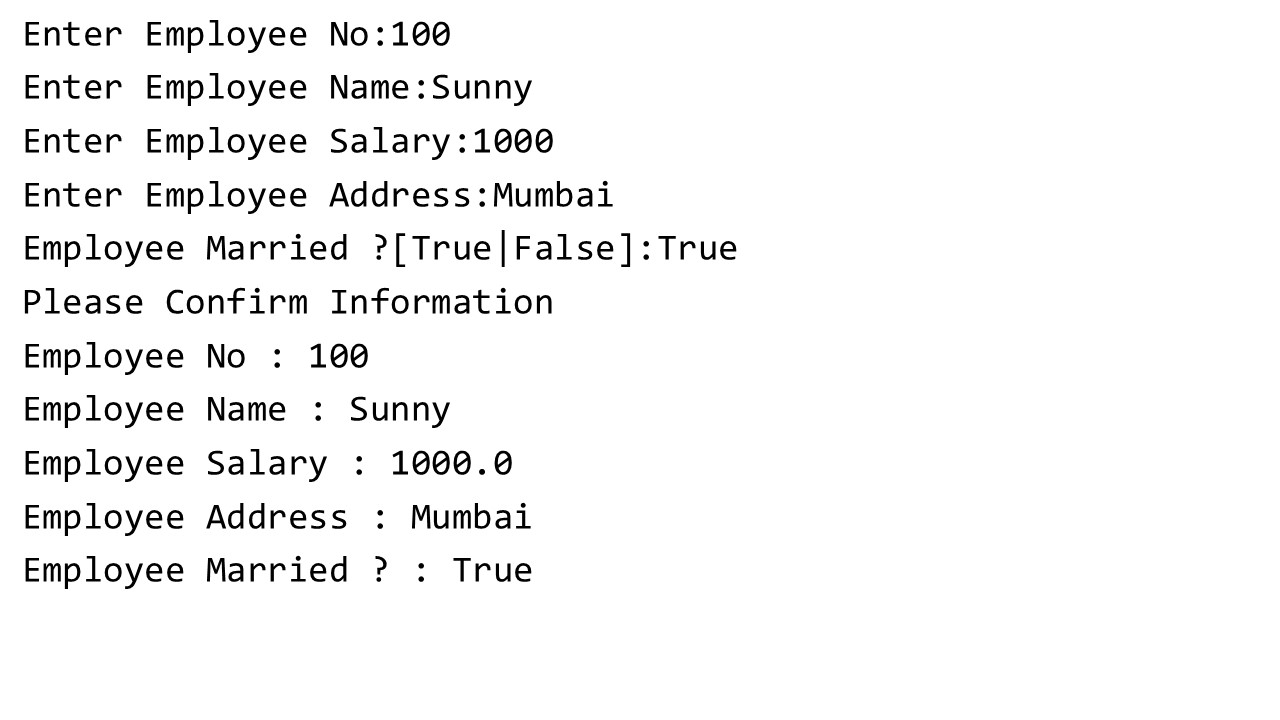 Enter Employee No:100
Enter Employee Name:Sunny
Enter Employee Salary:1000
Enter Employee Address:Mumbai
Employee Married ?[True|False]:True
Please Confirm Information
Employee No : 100
Employee Name : Sunny
Employee Salary : 1000.0
Employee Address : Mumbai
Employee Married ? : True